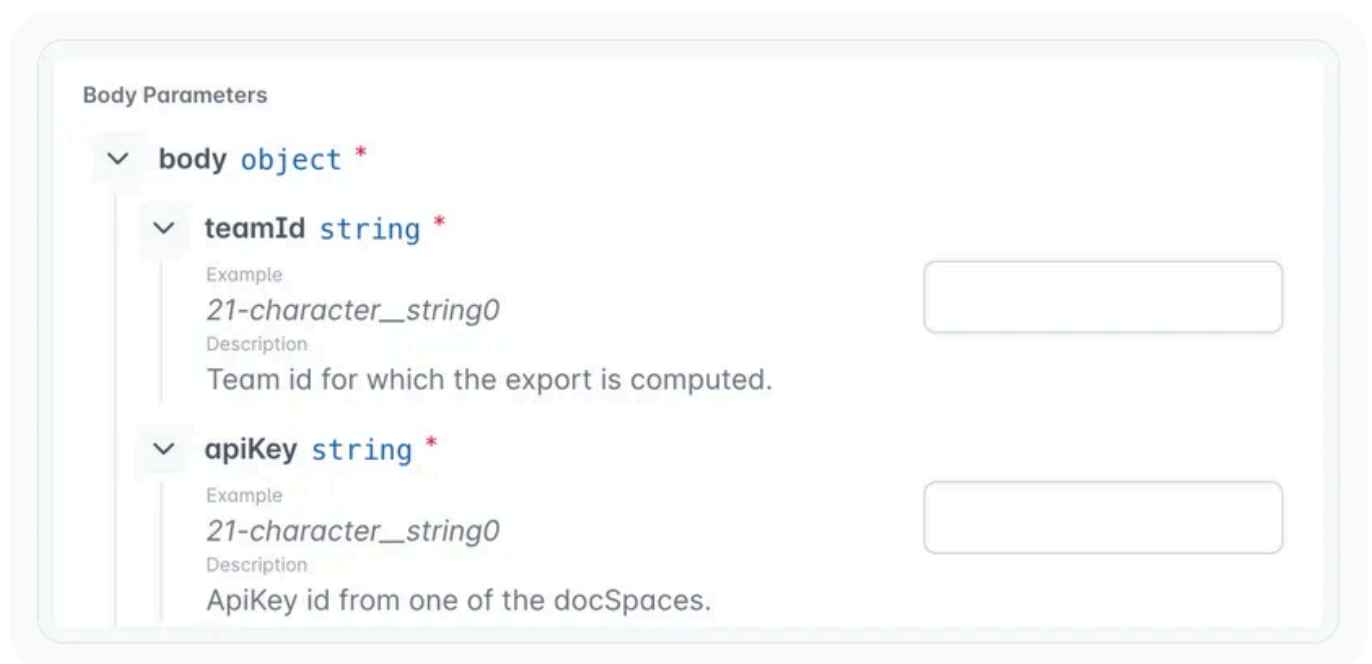 Body Parameters
body object *
teamId string *
Example
21-character__string0
Description
Team id for which the export is computed.
apiKey string *
Example
21-character__string0
Description
ApiKey id from one of the docSpaces.